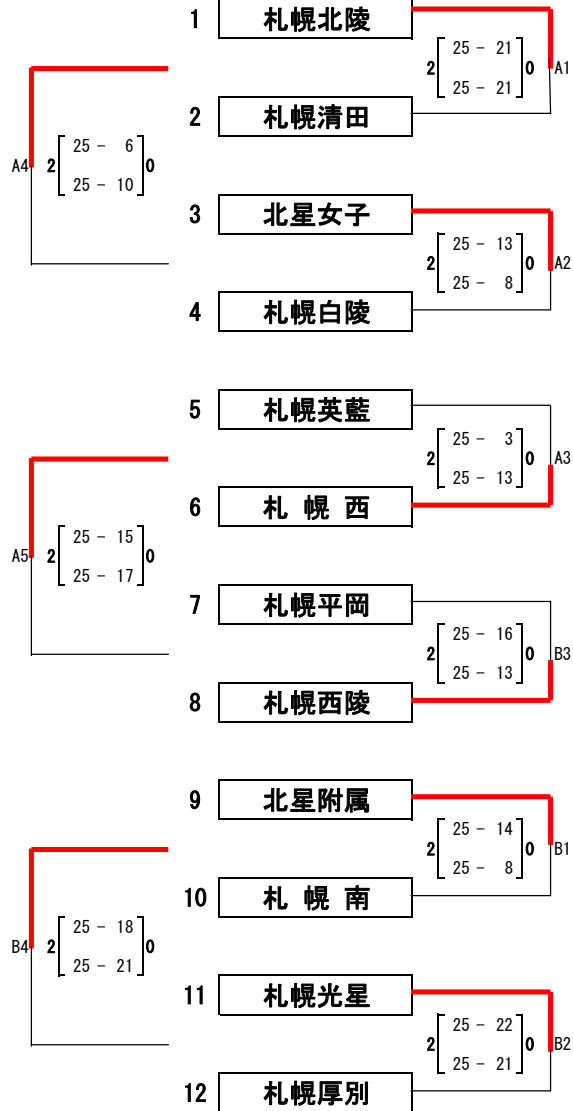 1 札幌北陵
2 [ 25 - 21 ] 0 A1
25 - 21
2 札幌清田
A4 2 [ 25 - 6 ] 0
25 - 10
3 北星女子
2 [ 25 - 13 ] 0 A2
25 - 8
4 札幌白陵
5 札幌英藍
2 [ 25 - 3 ] 0 A3
25 - 13
6 札 幌 西
A5 2 [ 25 - 15 ] 0
25 - 17
7 札幌平岡
2 [ 25 - 16 ] 0 B3
25 - 13
8 札幌西陵
9 北星附属
2 [ 25 - 14 ] 0 B1
25 - 8
10 札 幌 南
B4 2 [ 25 - 18 ] 0
25 - 21
11 札幌光星
2 [ 25 - 22 ] 0 B2
25 - 21
12 札幌厚別